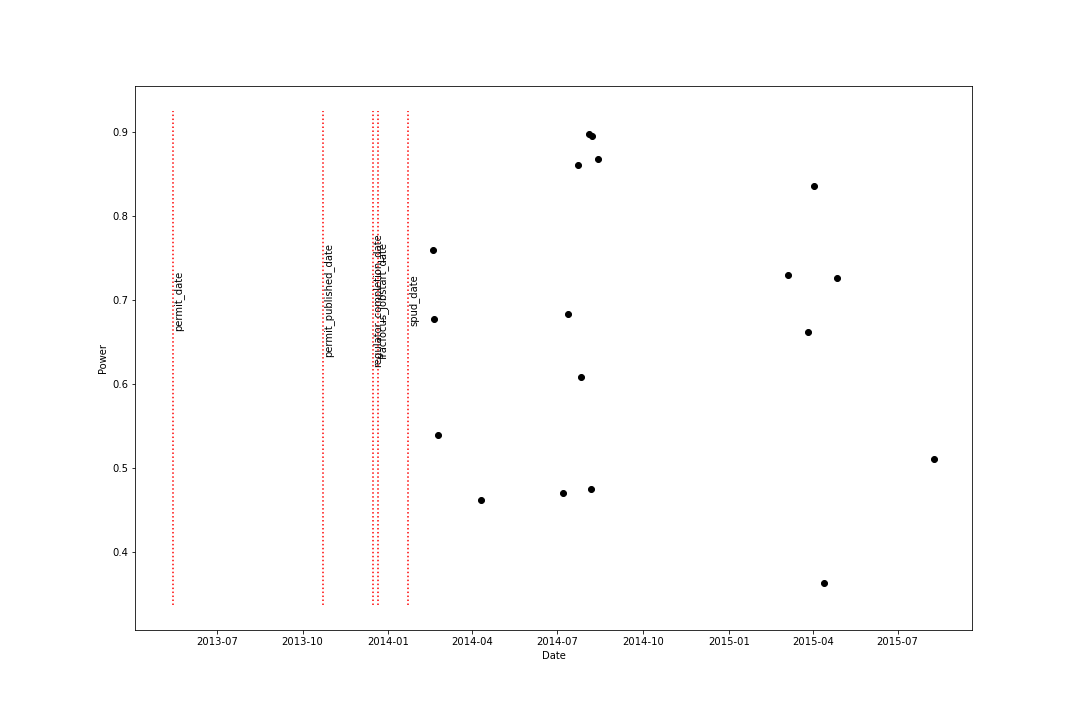 0.9
0.8
0.7
0.6
0.5
0.4
Power
permit_date
permit_published_date
regulator_completion_date
fracfocus_jobstart_date
spud_date
2013-07
2013-10
2014-01
2014-04
2014-07
2014-10
2015-01
2015-04
2015-07
Date